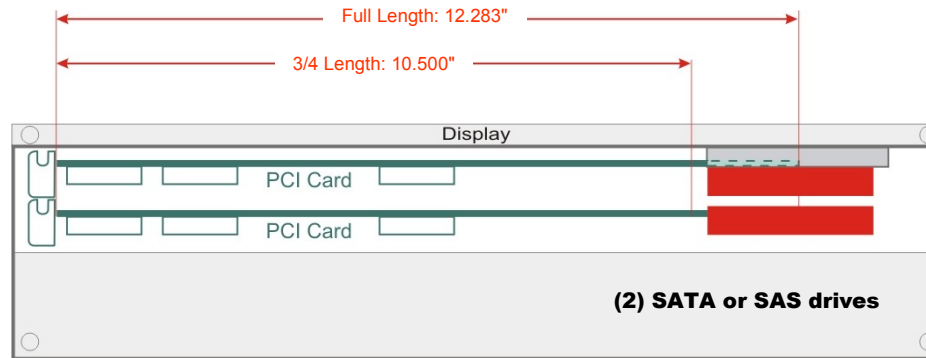 Full Length: 12.283"
3/4 Length: 10.500"
Display
PCI Card
PCI Card
(2) SATA or SAS drives